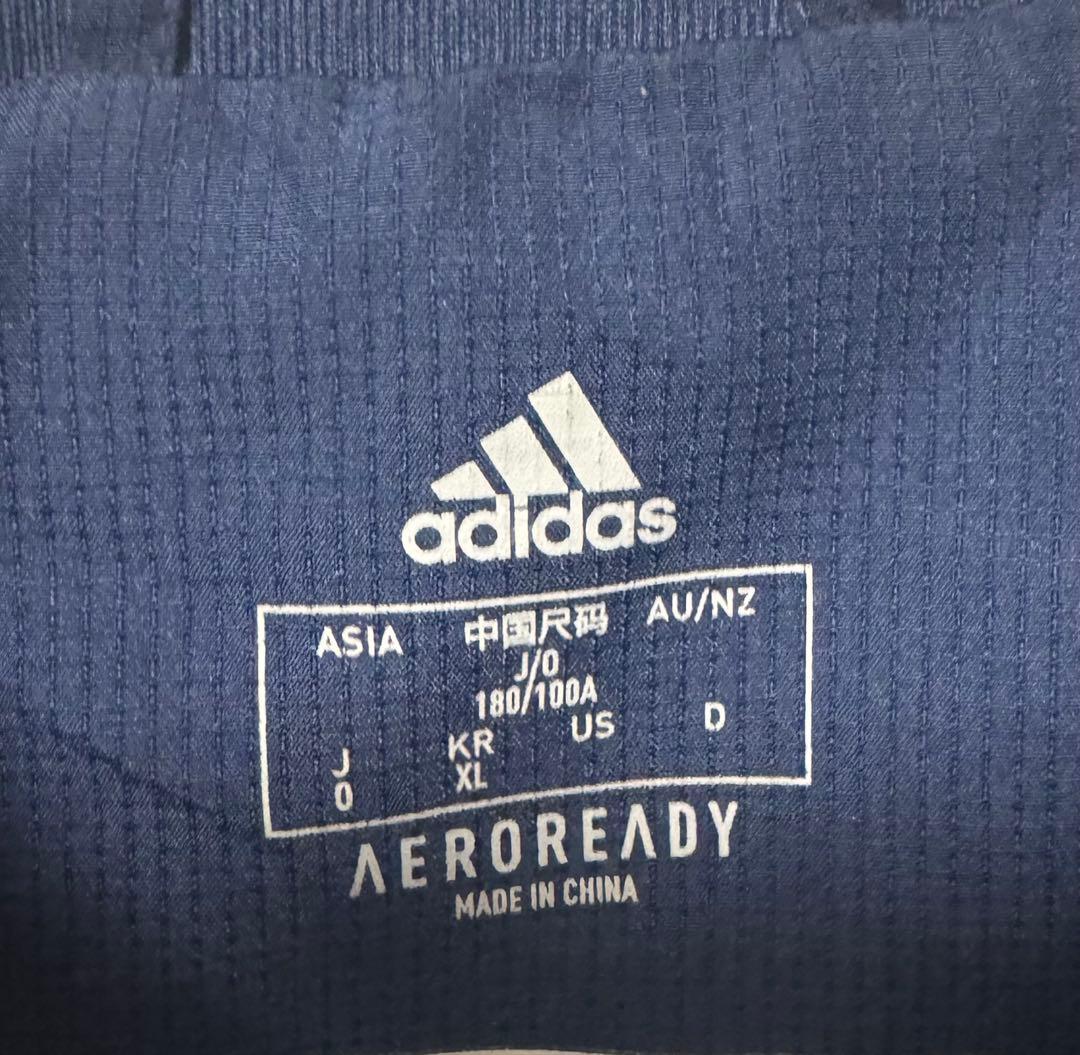 adidas
ASIA 中国尺码 AU/NZ
J/O
180/100A
KR US D
J XL
O
AEROREADY
MADE IN CHINA